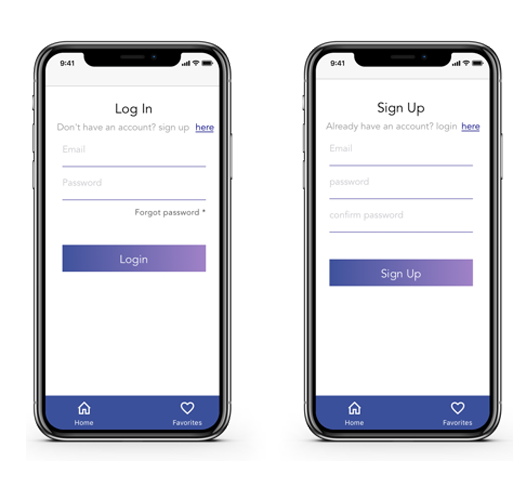 9:41
Log In
Don't have an account? sign up here
Email
Password
Forgot password *
Login
Home Favorites
9:41
Sign Up
Already have an account? login here
Email
password
confirm password
Sign Up
Home Favorites